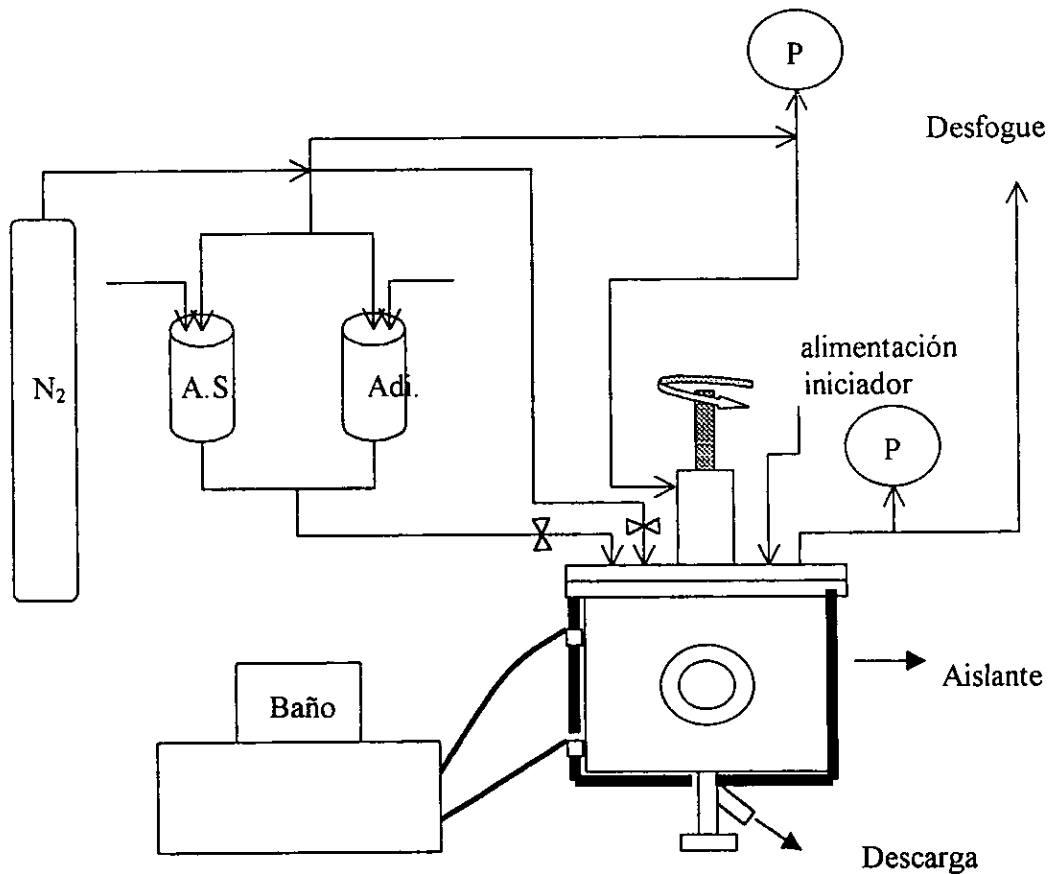 P
Desfogue
N₂
A.S
Adi.
alimentación
iniciador
P
Baño
Aislante
Descarga